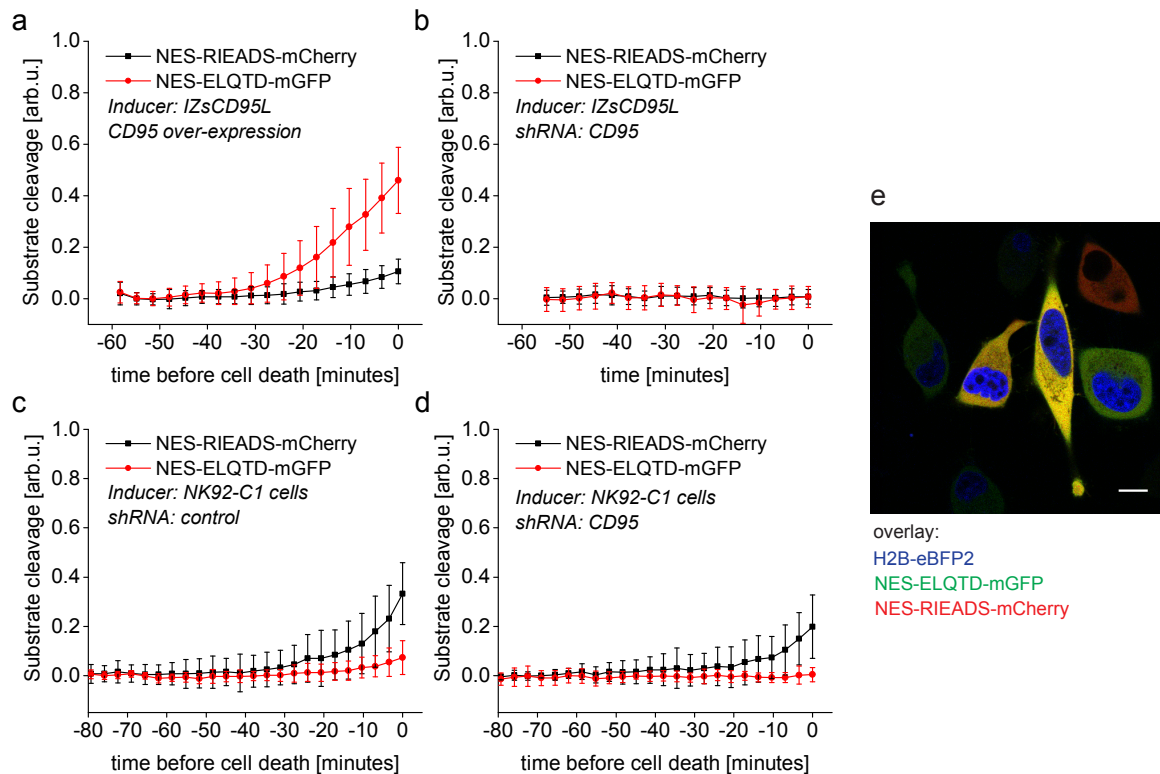 a
Substrate cleavage [arb.u.]
1.0
0.8
0.6
0.4
0.2
0.0
NES-RIEADS-mCherry
NES-ELQTD-mGFP
Inducer: IZsCD95L
CD95 over-expression
-60 -50 -40 -30 -20 -10 0
time before cell death [minutes]
b
Substrate cleavage [arb.u.]
1.0
0.8
0.6
0.4
0.2
0.0
NES-RIEADS-mCherry
NES-ELQTD-mGFP
Inducer: IZsCD95L
shRNA: CD95
-60 -50 -40 -30 -20 -10 0
time [minutes]
c
Substrate cleavage [arb.u.]
1.0
0.8
0.6
0.4
0.2
0.0
NES-RIEADS-mCherry
NES-ELQTD-mGFP
Inducer: NK92-C1 cells
shRNA: control
-80 -70 -60 -50 -40 -30 -20 -10 0
time before cell death [minutes]
d
Substrate cleavage [arb.u.]
1.0
0.8
0.6
0.4
0.2
0.0
NES-RIEADS-mCherry
NES-ELQTD-mGFP
Inducer: NK92-C1 cells
shRNA: CD95
-80 -70 -60 -50 -40 -30 -20 -10 0
time before cell death [minutes]
e
overlay:
H2B-eBFP2
NES-ELQTD-mGFP
NES-RIEADS-mCherry